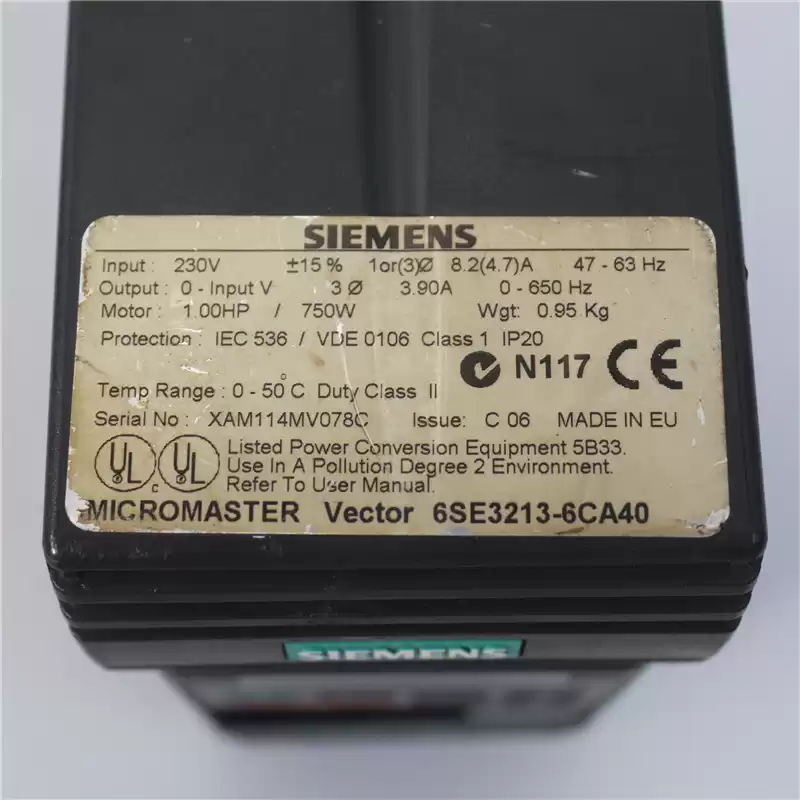 SIEMENS
Input : 230V ±15 % 1or(3)Ø 8.2(4.7)A 47 - 63 Hz
Output : 0 - Input V 3 Ø 3.90A 0 - 650 Hz
Motor : 1.00HP / 750W Wgt: 0.95 Kg
Protection : IEC 536 / VDE 0106 Class 1 IP20
N117 CE
Temp Range : 0 - 50°C Duty Class II
Serial No : XAM114MV078C Issue: C 06 MADE IN EU
UL c UL Listed Power Conversion Equipment 5B33.
Use In A Pollution Degree 2 Environment.
Refer To User Manual.
MICROMASTER Vector 6SE3213-6CA40
SIEMENS